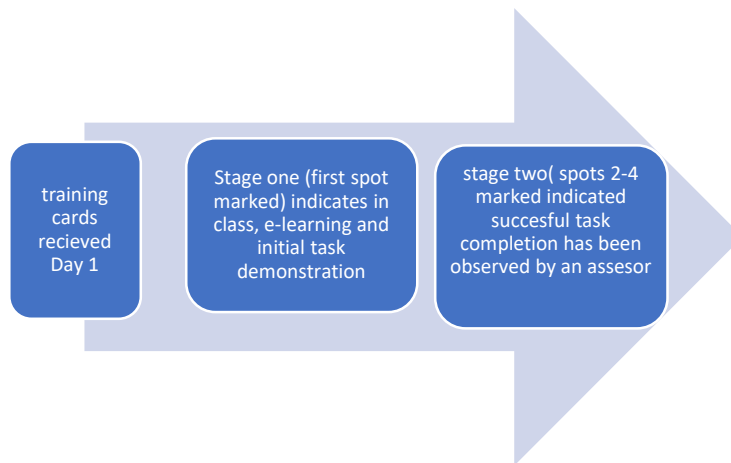 training
cards
recieved
Day 1
Stage one (first spot
marked) indicates in
class, e-learning and
initial task
demonstration
stage two( spots 2-4
marked indicated
succesful task
completion has been
observed by an assesor